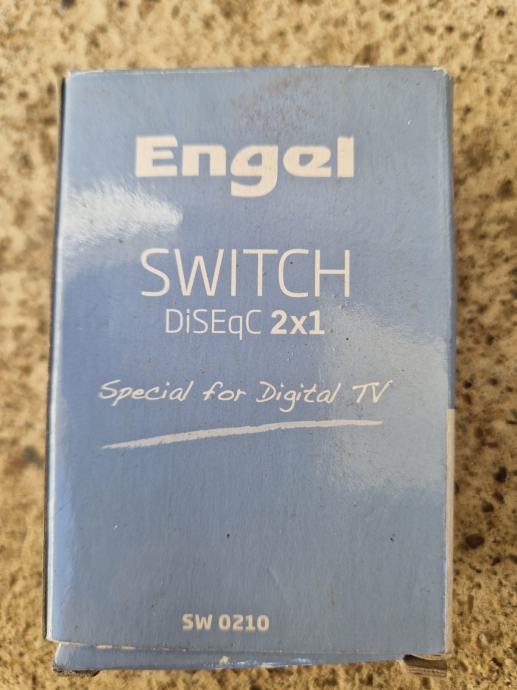 Engel
SWITCH
DiSEqC 2x1
Special for Digital TV
SW 0210